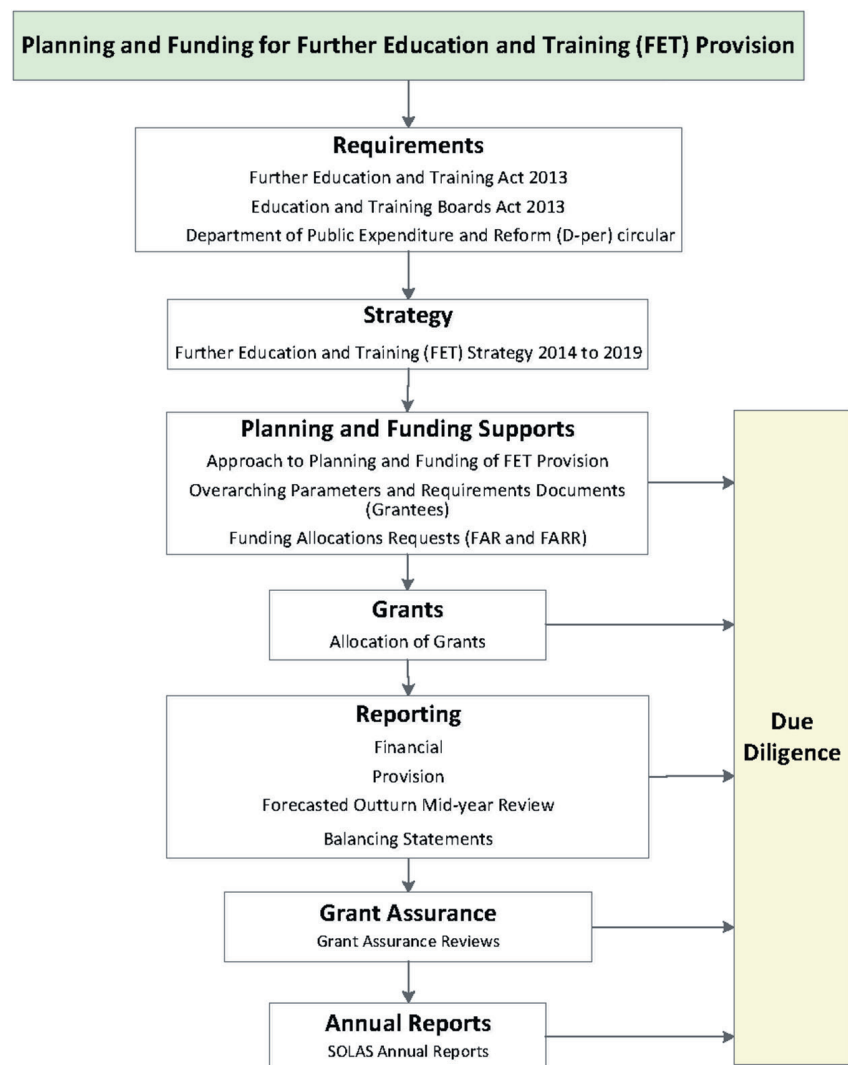 Planning and Funding for Further Education and Training (FET) Provision
Requirements
Further Education and Training Act 2013
Education and Training Boards Act 2013
Department of Public Expenditure and Reform (D-per) circular
Strategy
Further Education and Training (FET) Strategy 2014 to 2019
Planning and Funding Supports
Approach to Planning and Funding of FET Provision
Overarching Parameters and Requirements Documents
(Grantees)
Funding Allocations Requests (FAR and FARR)
Grants
Allocation of Grants
Reporting
Financial
Provision
Forecasted Outturn Mid-year Review
Balancing Statements
Grant Assurance
Grant Assurance Reviews
Annual Reports
SOLAS Annual Reports
Due
Diligence